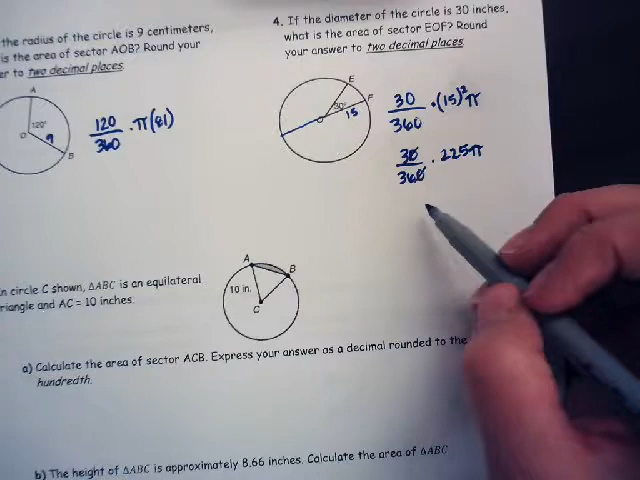 the radius of the circle is 9 centimeters,
is the area of sector AOB? Round your
er to two decimal places.
A
120°
O
9
B
120/360 · π(81)
4. If the diameter of the circle is 30 inches,
what is the area of sector EOF? Round
your answer to two decimal places.
E
30°
F
O
15
30/360 · (15)²π
30/360 · 225π
n circle C shown, ΔABC is an equilateral
riangle and AC = 10 inches.
A
B
10 in.
C
a) Calculate the area of sector ACB. Express your answer as a decimal rounded to the
hundredth.
b) The height of ΔABC is approximately 8.66 inches. Calculate the area of ΔABC